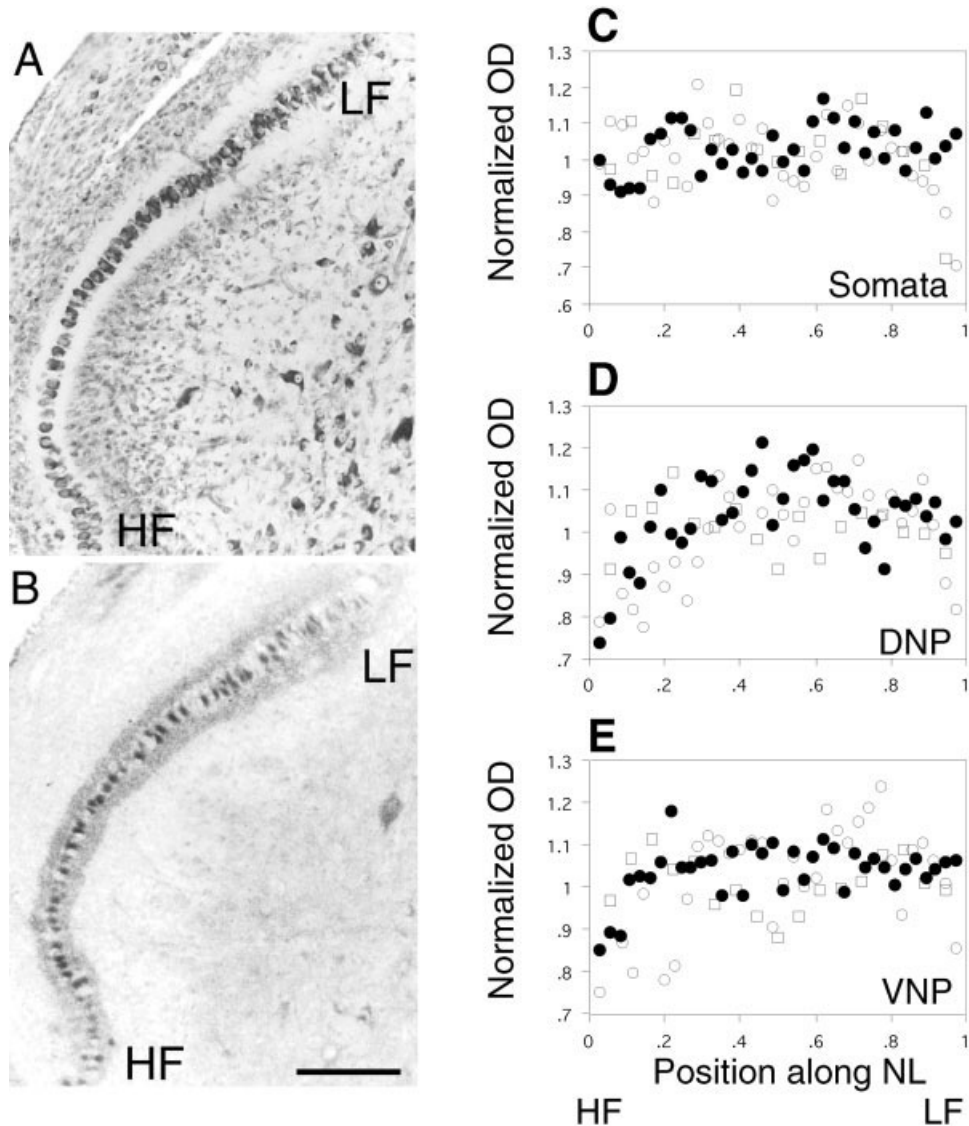 A
LF
HF
B
LF
HF
C
Normalized OD
1.3
1.2
1.1
1
.9
.8
.7
.6
Somata
0 .2 .4 .6 .8 1
D
Normalized OD
1.3
1.2
1.1
1
.9
.8
.7
DNP
0 .2 .4 .6 .8 1
E
Normalized OD
1.3
1.2
1.1
1
.9
.8
.7
VNP
0 .2 .4 .6 .8 1
Position along NL
HF LF